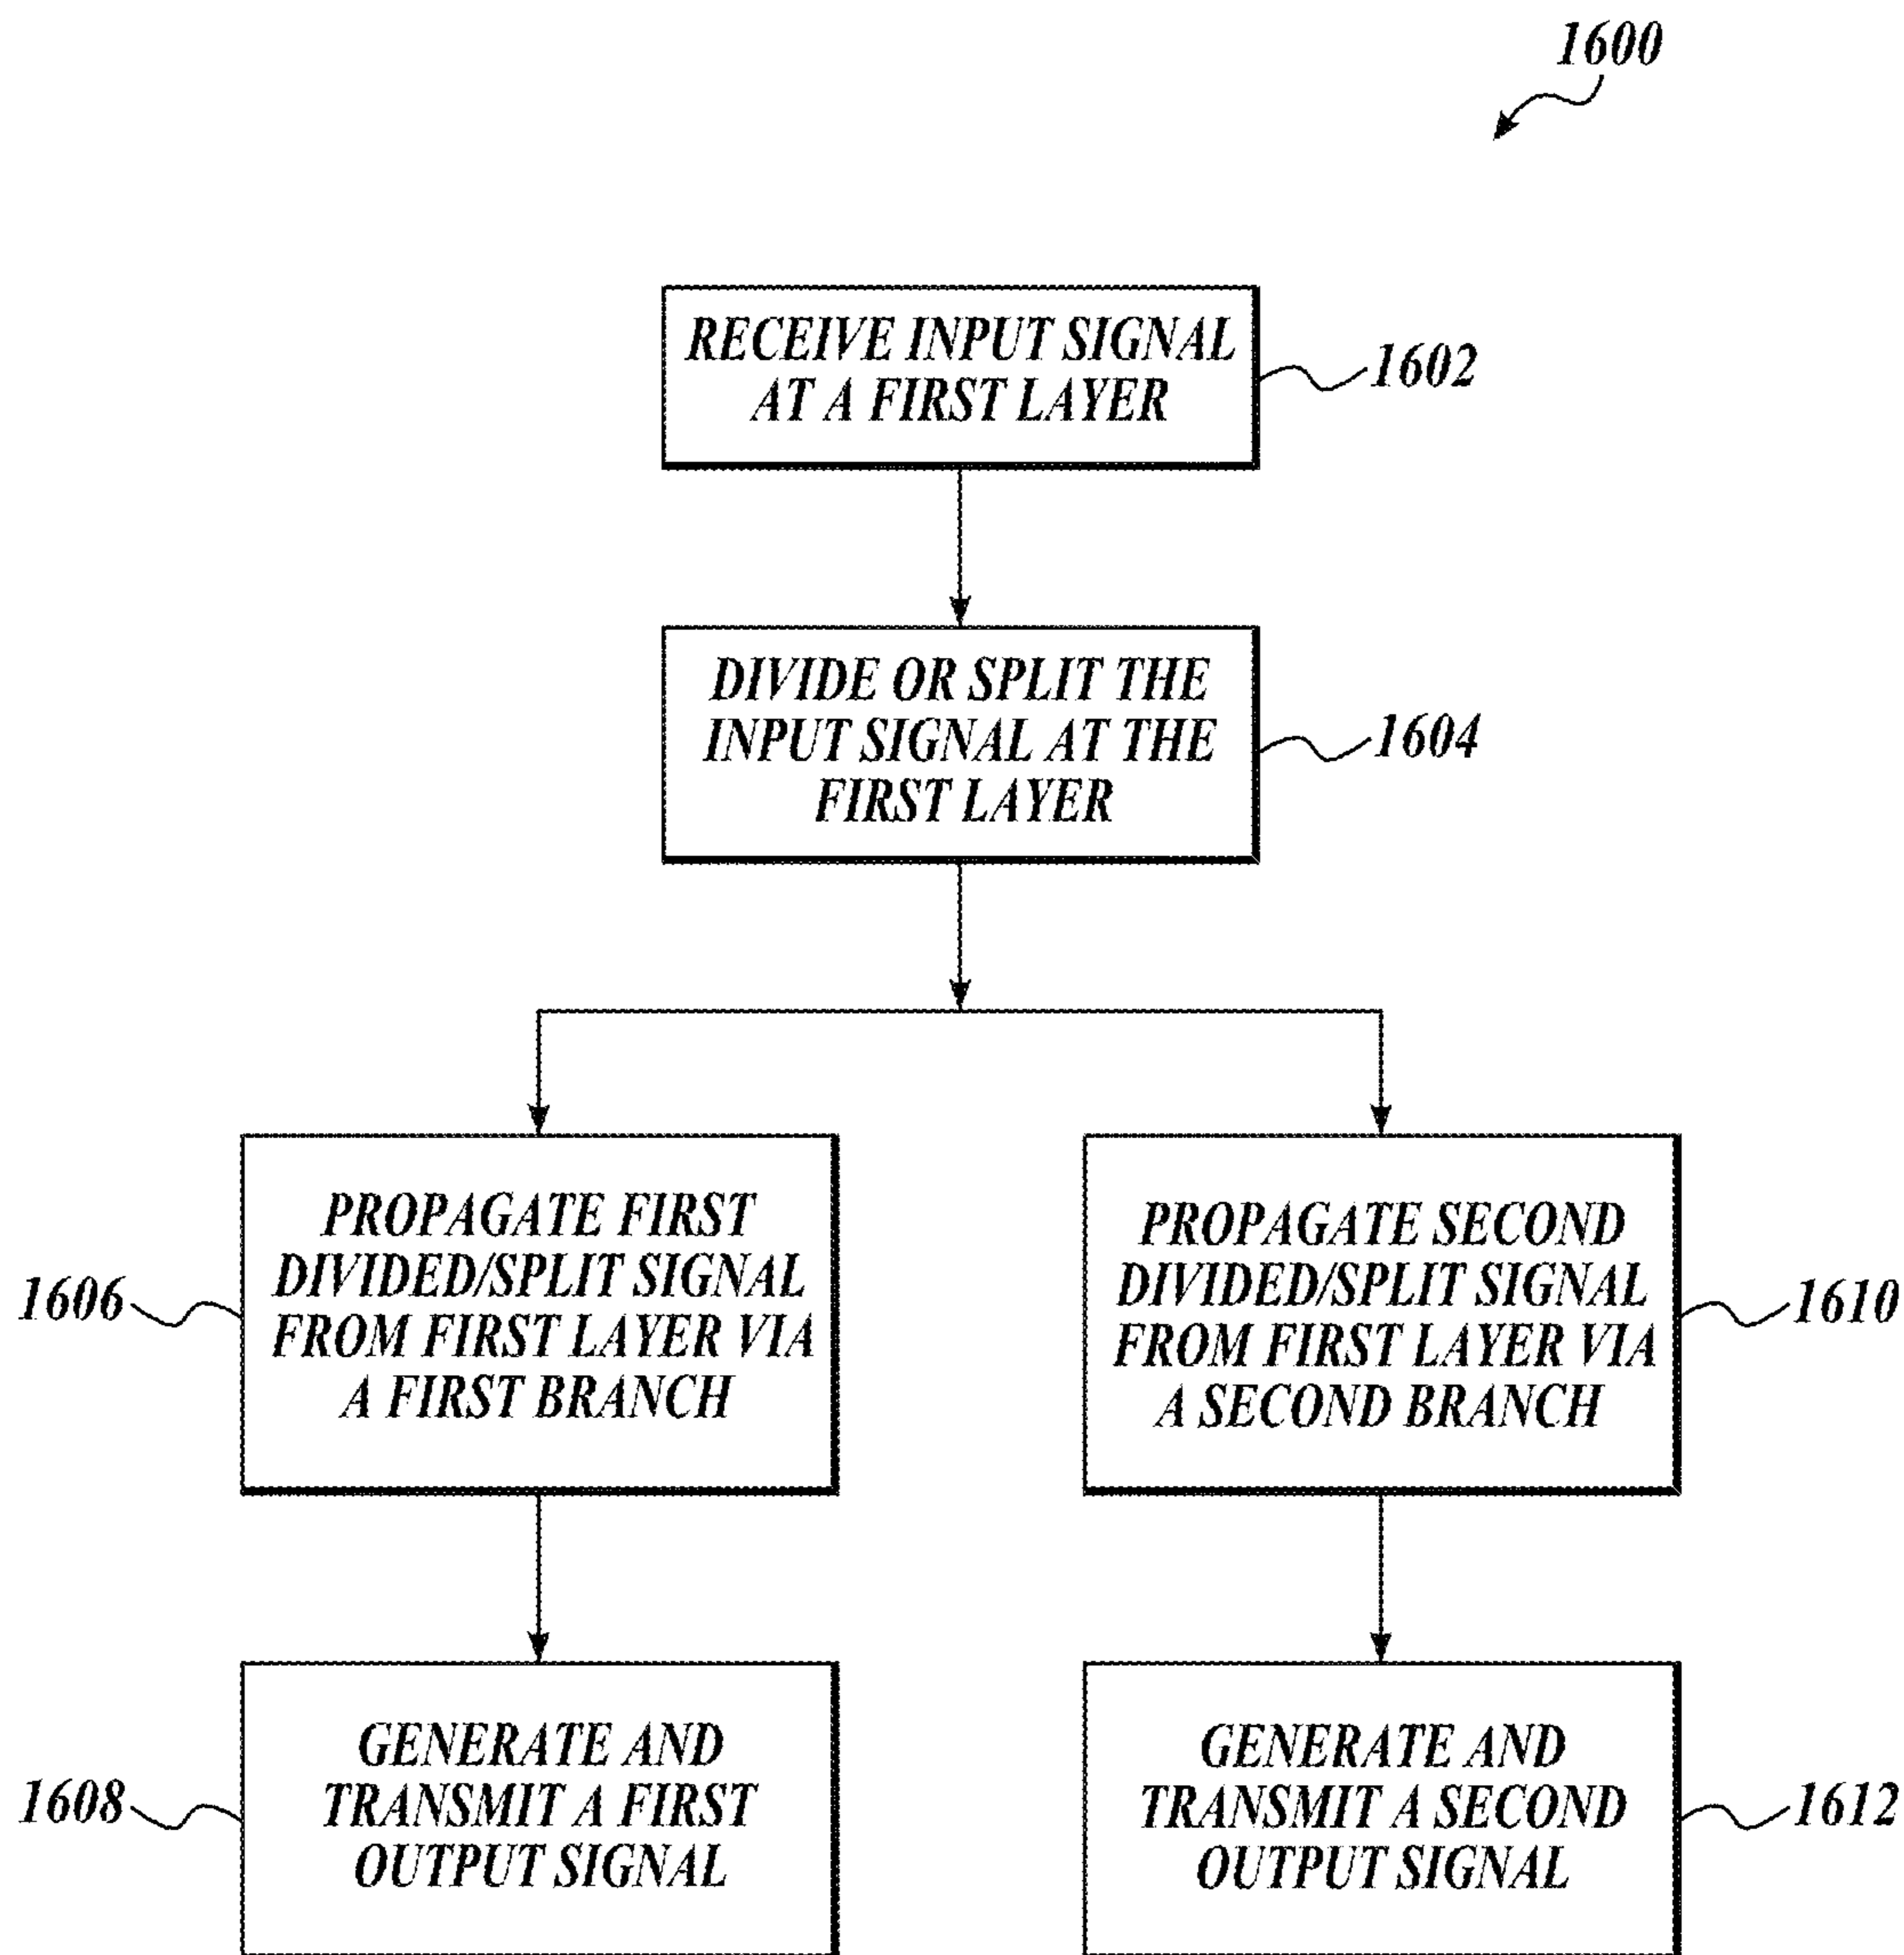 1600
RECEIVE INPUT SIGNAL
AT A FIRST LAYER
1602
DIVIDE OR SPLIT THE
INPUT SIGNAL AT THE
FIRST LAYER
1604
PROPAGATE FIRST
DIVIDED/SPLIT SIGNAL
FROM FIRST LAYER VIA
A FIRST BRANCH
1606
PROPAGATE SECOND
DIVIDED/SPLIT SIGNAL
FROM FIRST LAYER VIA
A SECOND BRANCH
1610
GENERATE AND
TRANSMIT A FIRST
OUTPUT SIGNAL
1608
GENERATE AND
TRANSMIT A SECOND
OUTPUT SIGNAL
1612